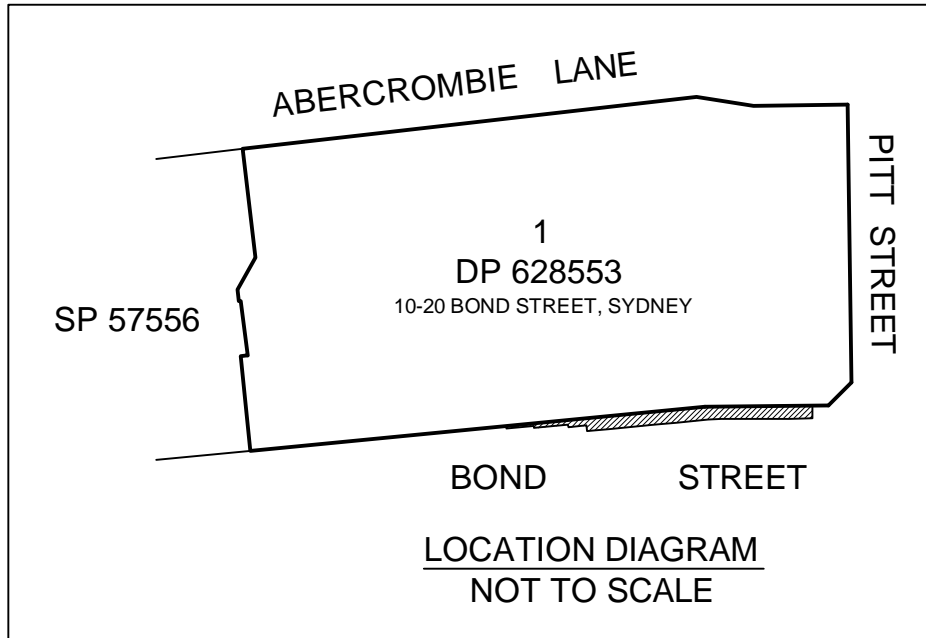 ABERCROMBIE LANE
PITT STREET
1
DP 628553
10-20 BOND STREET, SYDNEY
SP 57556
BOND STREET
LOCATION DIAGRAM
NOT TO SCALE